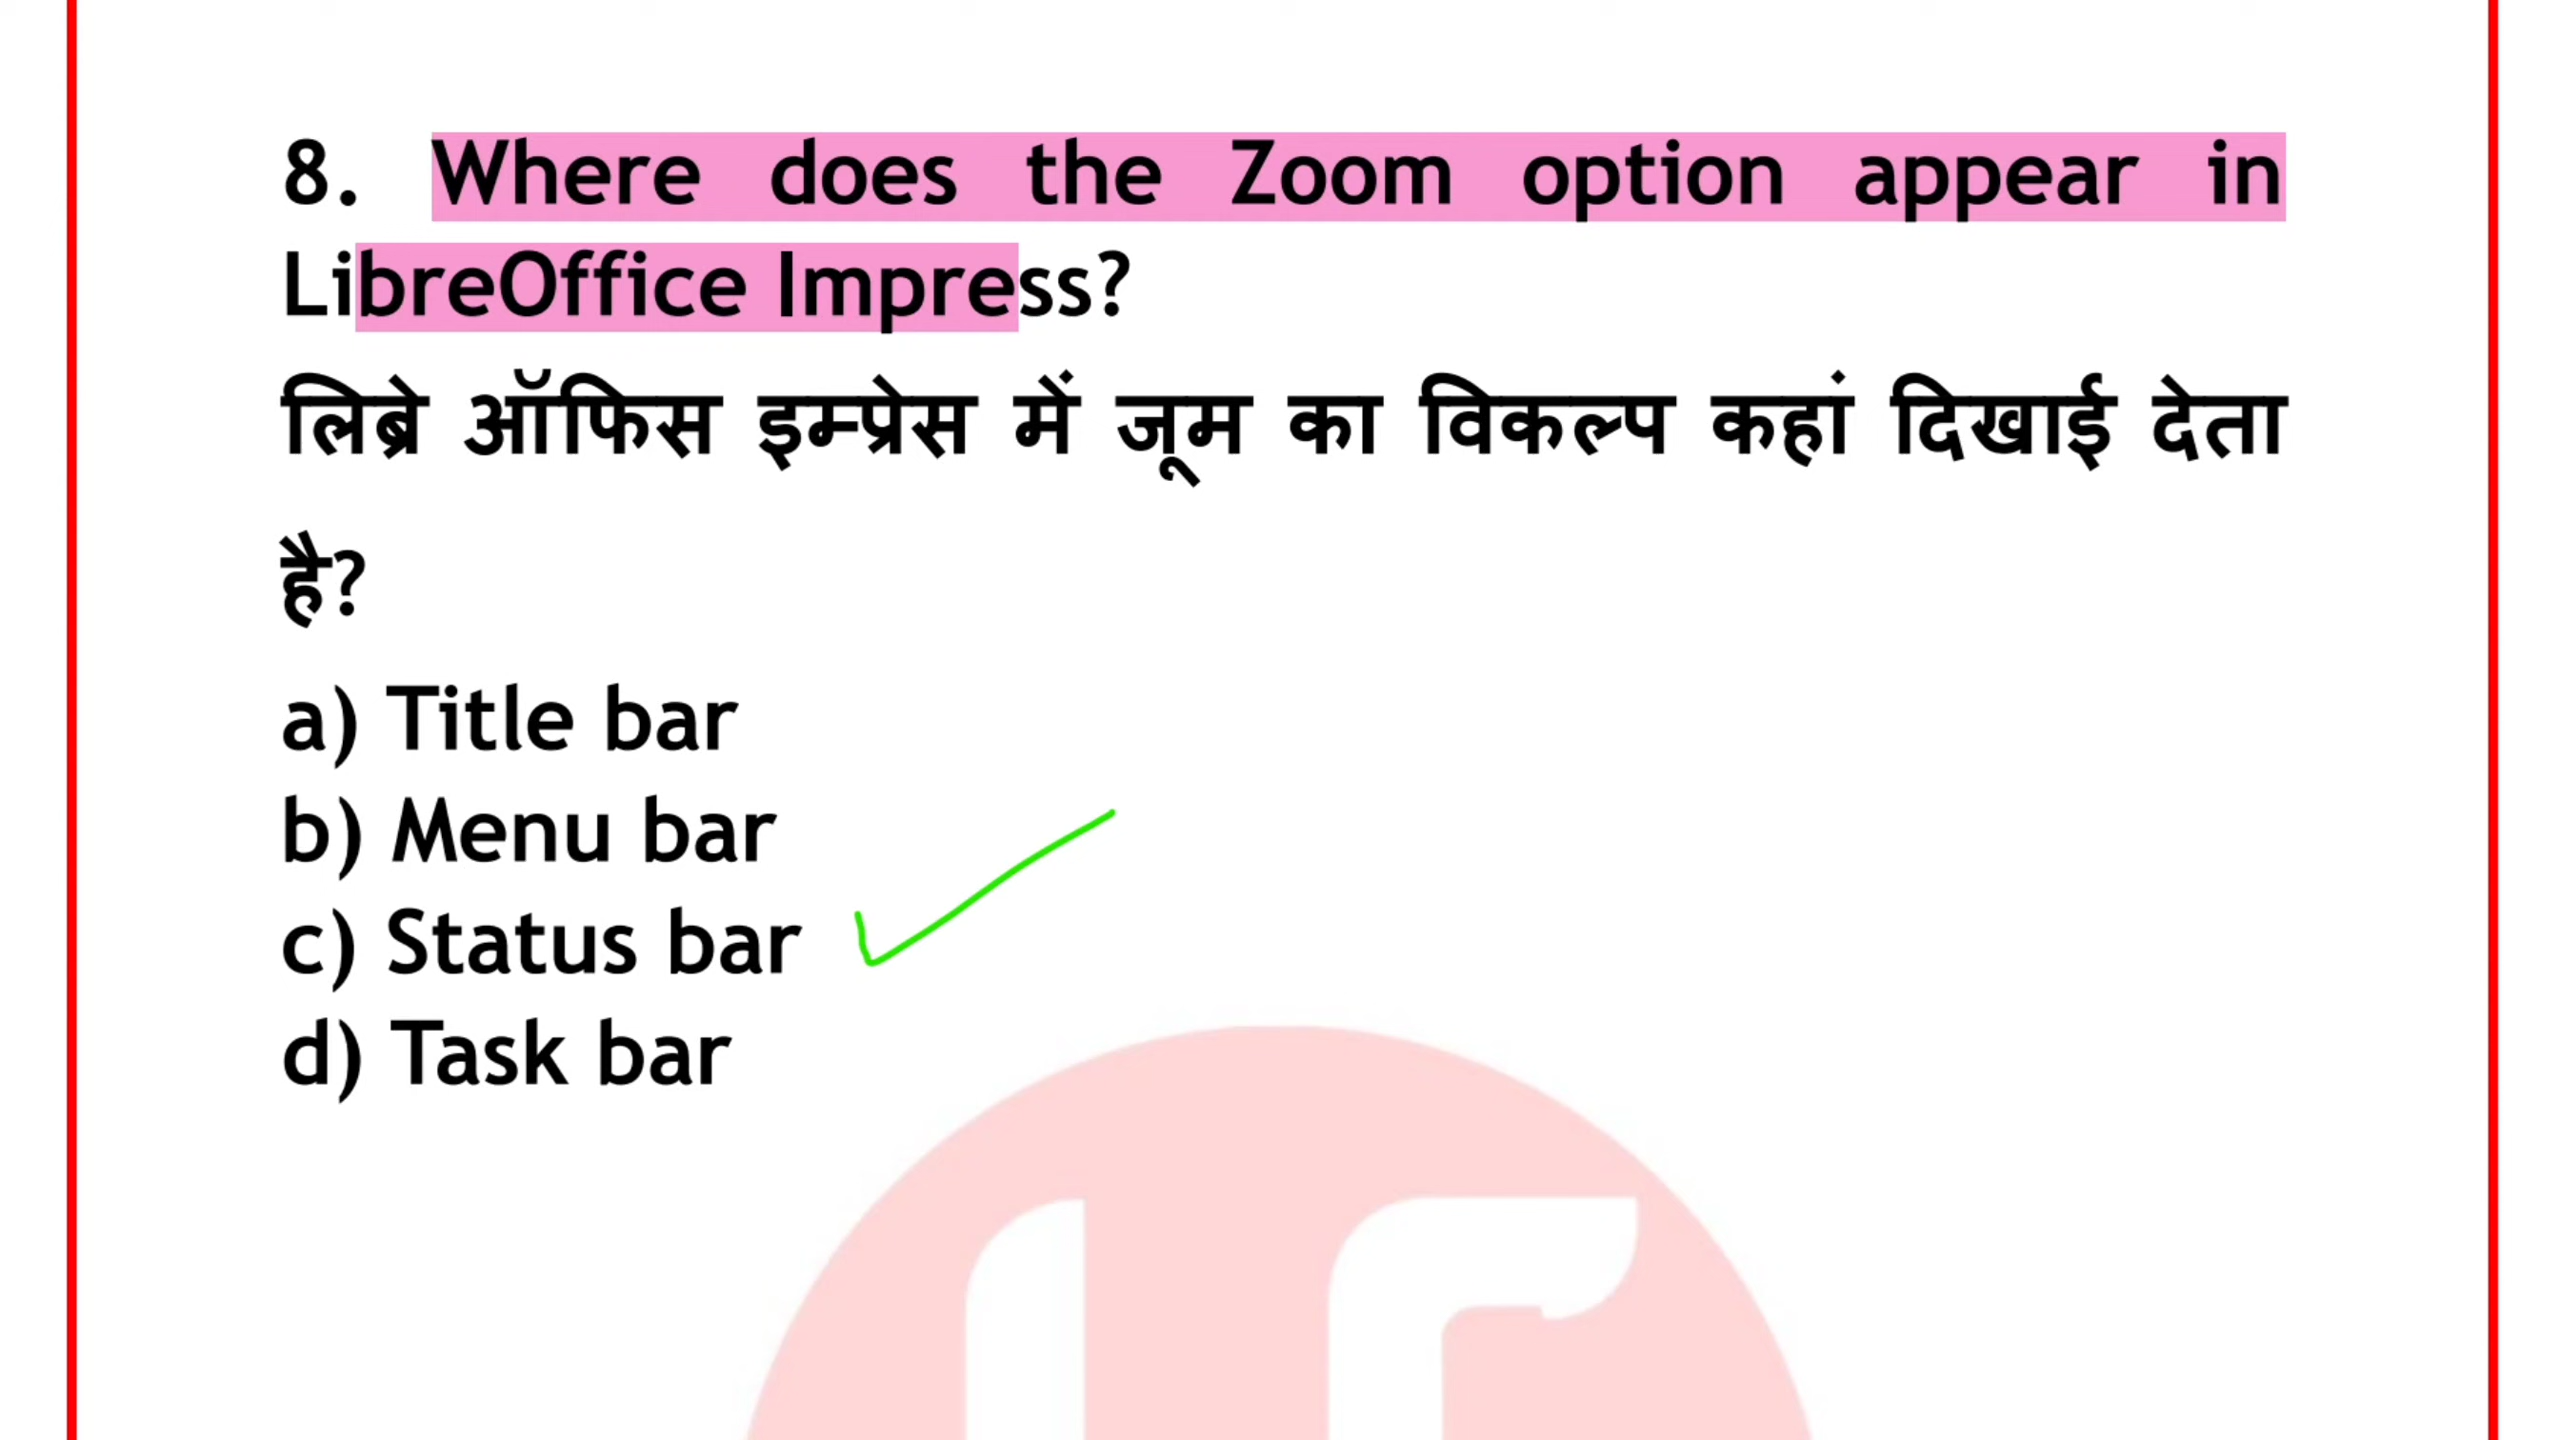 8. Where does the Zoom option appear in
LibreOffice Impress?
लिब्रे ऑफिस इम्प्रेस में जूम का विकल्प कहां दिखाई देता
है?
a) Title bar
b) Menu bar
c) Status bar
d) Task bar